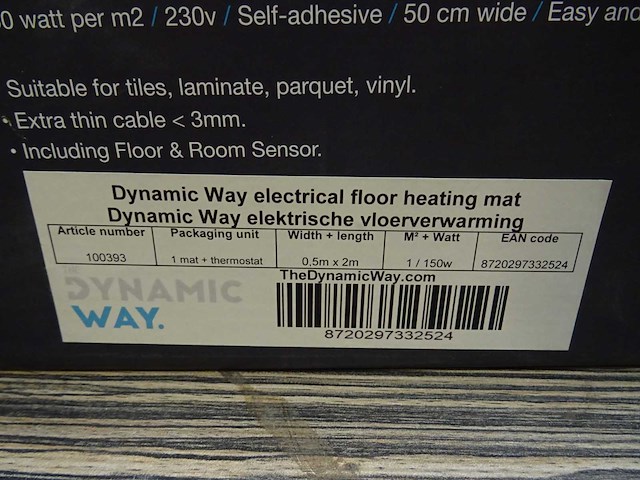 watt per m2 / 230v / Self-adhesive / 50 cm wide / Easy and
Suitable for tiles, laminate, parquet, vinyl.
• Extra thin cable < 3mm.
• Including Floor & Room Sensor.
Dynamic Way electrical floor heating mat
Dynamic Way elektrische vloerverwarming
Article number Packaging unit Width + length M² + Watt EAN code
100393 1 mat + thermostat 0,5m x 2m 1 / 150w 8720297332524
TheDynamicWay.com
THE
DYNAMIC
WAY.
8720297332524